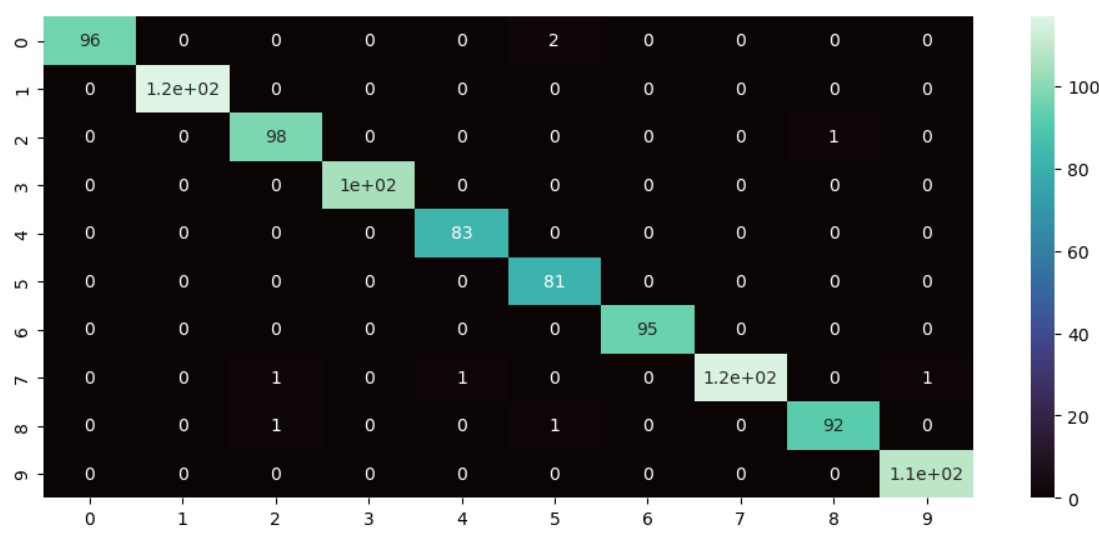 0 96 0 0 0 0 2 0 0 0 0
1 0 1.2e+02 0 0 0 0 0 0 0 0
2 0 0 98 0 0 0 0 0 1 0
3 0 0 0 1e+02 0 0 0 0 0 0
4 0 0 0 0 83 0 0 0 0 0
5 0 0 0 0 0 81 0 0 0 0
6 0 0 0 0 0 0 95 0 0 0
7 0 0 1 0 1 0 0 1.2e+02 0 1
8 0 0 1 0 0 1 0 0 92 0
9 0 0 0 0 0 0 0 0 0 1.1e+02
0 1 2 3 4 5 6 7 8 9
100
80
60
40
20
0